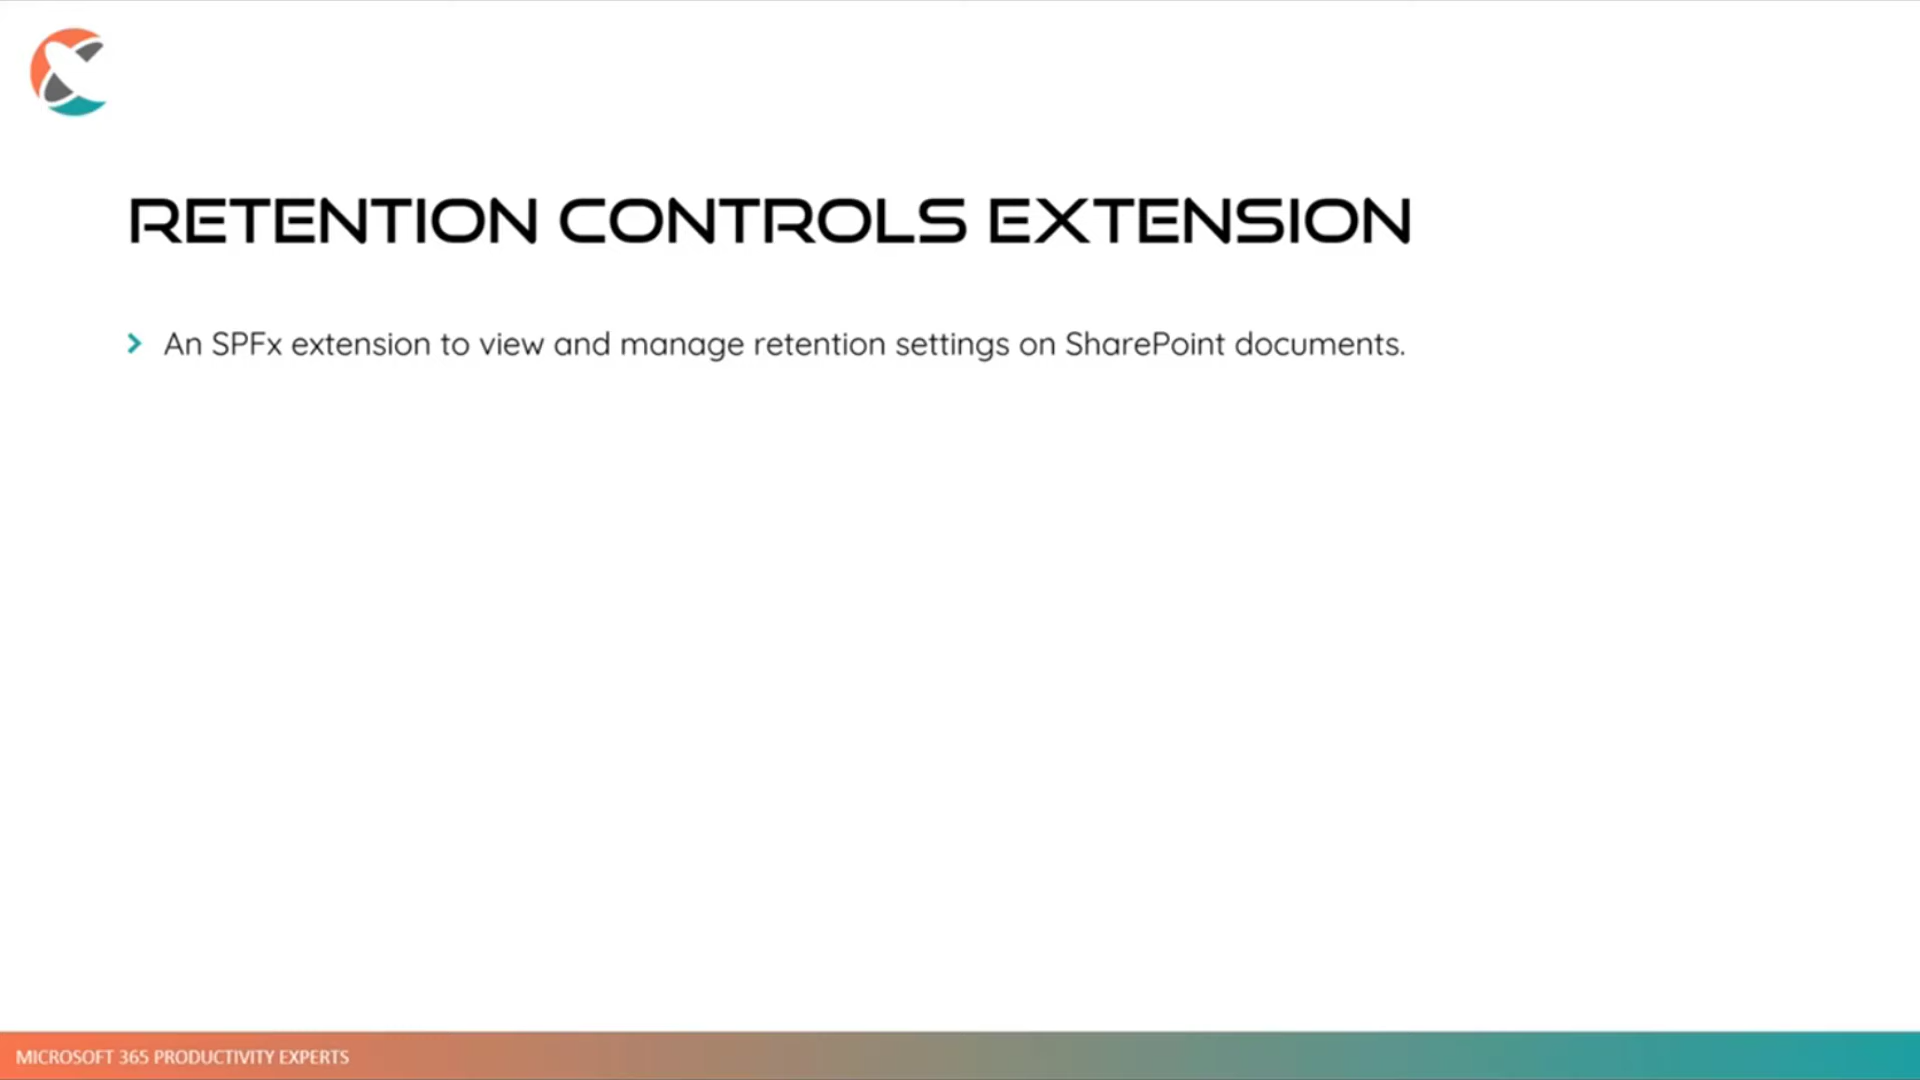 RETENTION CONTROLS EXTENSION
An SPFx extension to view and manage retention settings on SharePoint documents.
MICROSOFT 365 PRODUCTIVITY EXPERTS